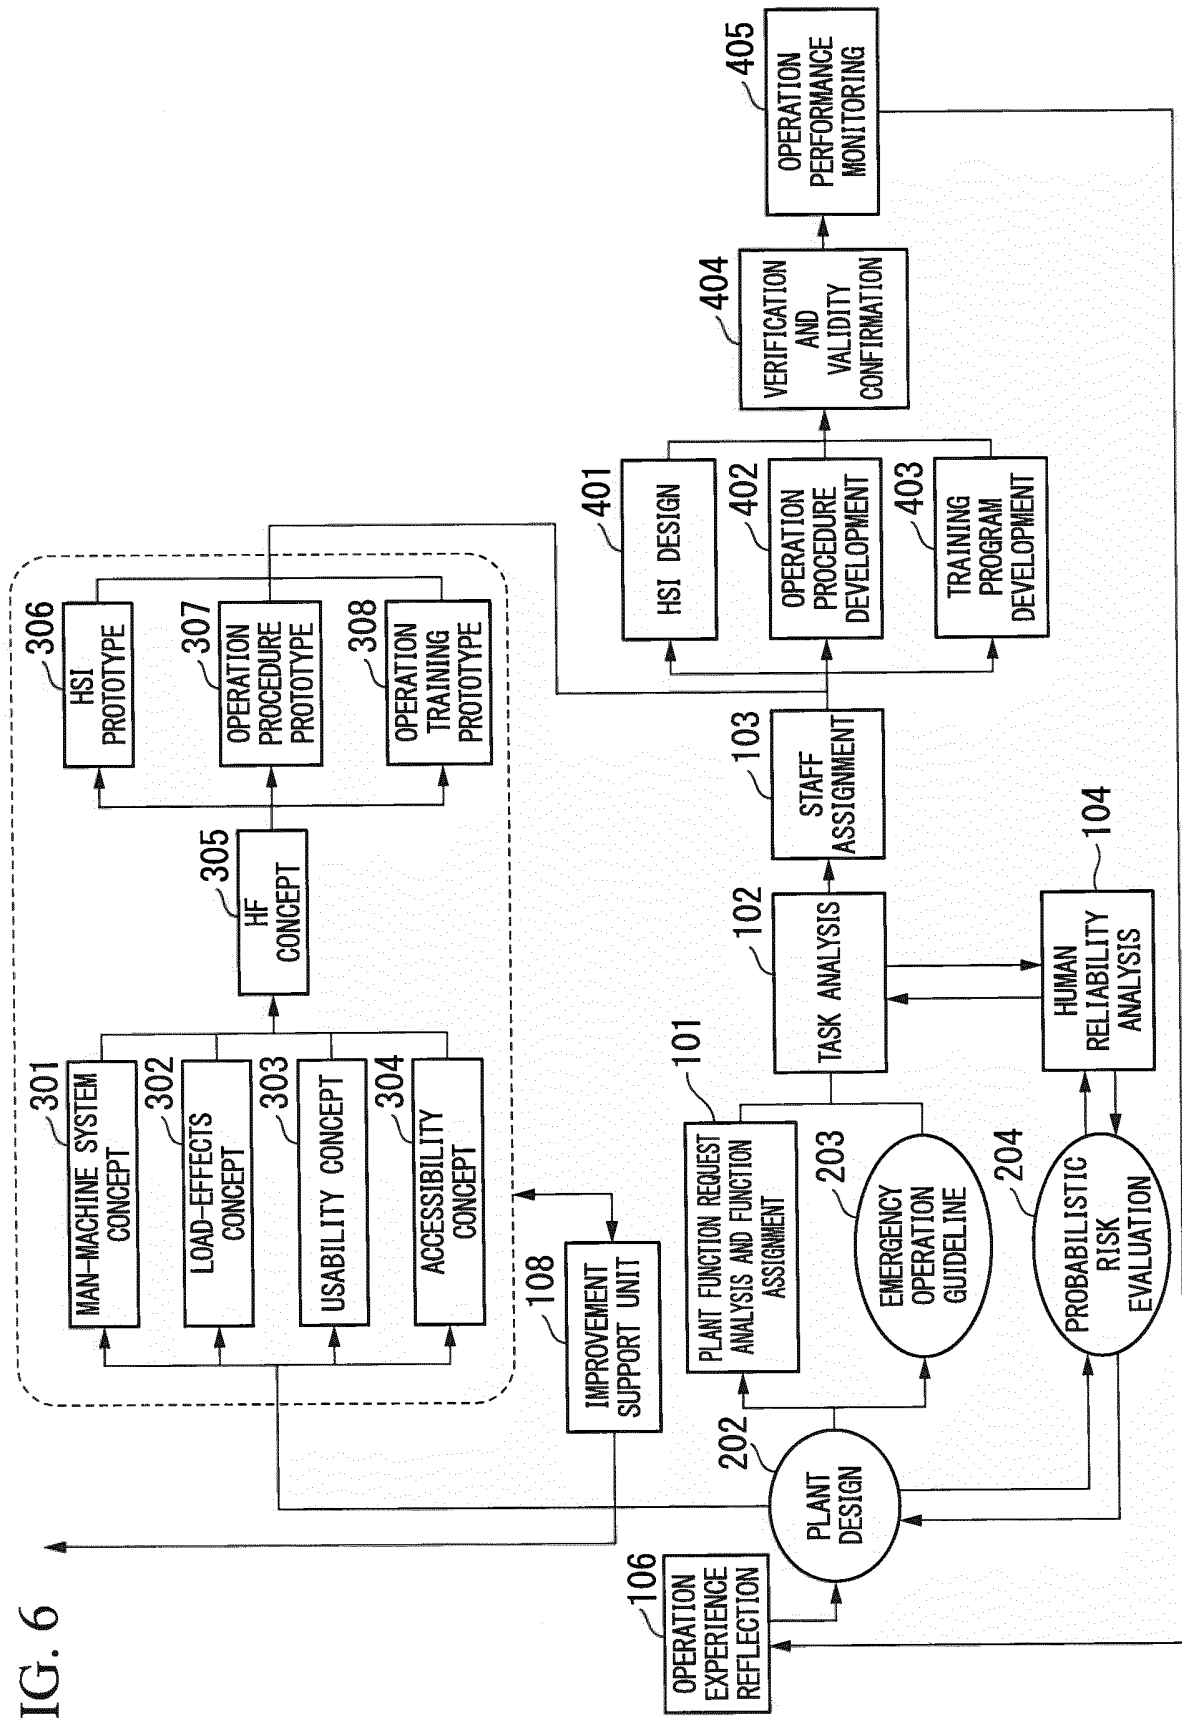 IG. 6
301
MAN-MACHINE SYSTEM
CONCEPT
302
LOAD-EFFECTS
CONCEPT
303
USABILITY CONCEPT
304
ACCESSIBILITY
CONCEPT
305
HF
CONCEPT
306
HSI
PROTOTYPE
307
OPERATION
PROCEDURE
PROTOTYPE
308
OPERATION
TRAINING
PROTOTYPE
108
IMPROVEMENT
SUPPORT UNIT
106
OPERATION
EXPERIENCE
REFLECTION
202
PLANT
DESIGN
101
PLANT FUNCTION REQUEST
ANALYSIS AND FUNCTION
ASSIGNMENT
203
EMERGENCY
OPERATION
GUIDELINE
204
PROBABILISTIC
RISK
EVALUATION
102
TASK ANALYSIS
104
HUMAN
RELIABILITY
ANALYSIS
103
STAFF
ASSIGNMENT
401
HSI DESIGN
402
OPERATION
PROCEDURE
DEVELOPMENT
403
TRAINING
PROGRAM
DEVELOPMENT
404
VERIFICATION
AND
VALIDITY
CONFIRMATION
405
OPERATION
PERFORMANCE
MONITORING